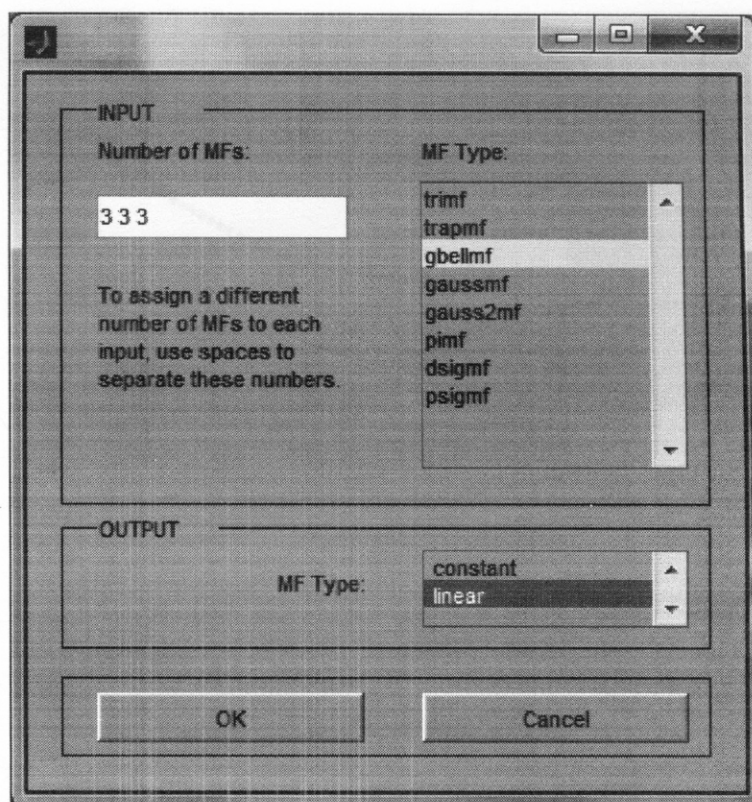 INPUT
Number of MFs:
3 3 3
To assign a different
number of MFs to each
input, use spaces to
separate these numbers.
MF Type:
trimf
trapmf
gbellmf
gaussmf
gauss2mf
pimf
dsigmf
psigmf
OUTPUT
MF Type:
constant
linear
OK
Cancel